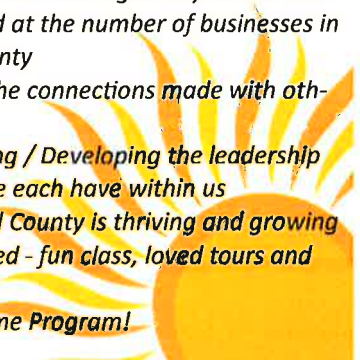 at the number of businesses in
nty
he connections made with oth-
ng / Developing the leadership
e each have within us
County is thriving and growing
ed - fun class, loved tours and
me Program!